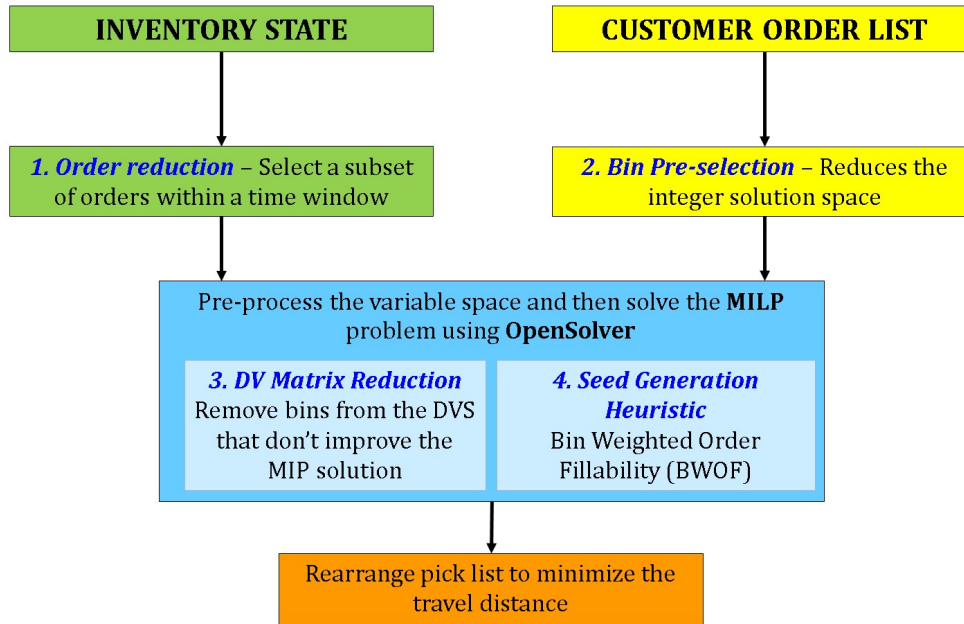 INVENTORY STATE
CUSTOMER ORDER LIST
1. Order reduction – Select a subset
of orders within a time window
2. Bin Pre-selection – Reduces the
integer solution space
Pre-process the variable space and then solve the MILP
problem using OpenSolver
3. DV Matrix Reduction
Remove bins from the DVS
that don’t improve the
MIP solution
4. Seed Generation
Heuristic
Bin Weighted Order
Fillability (BWOF)
Rearrange pick list to minimize the
travel distance